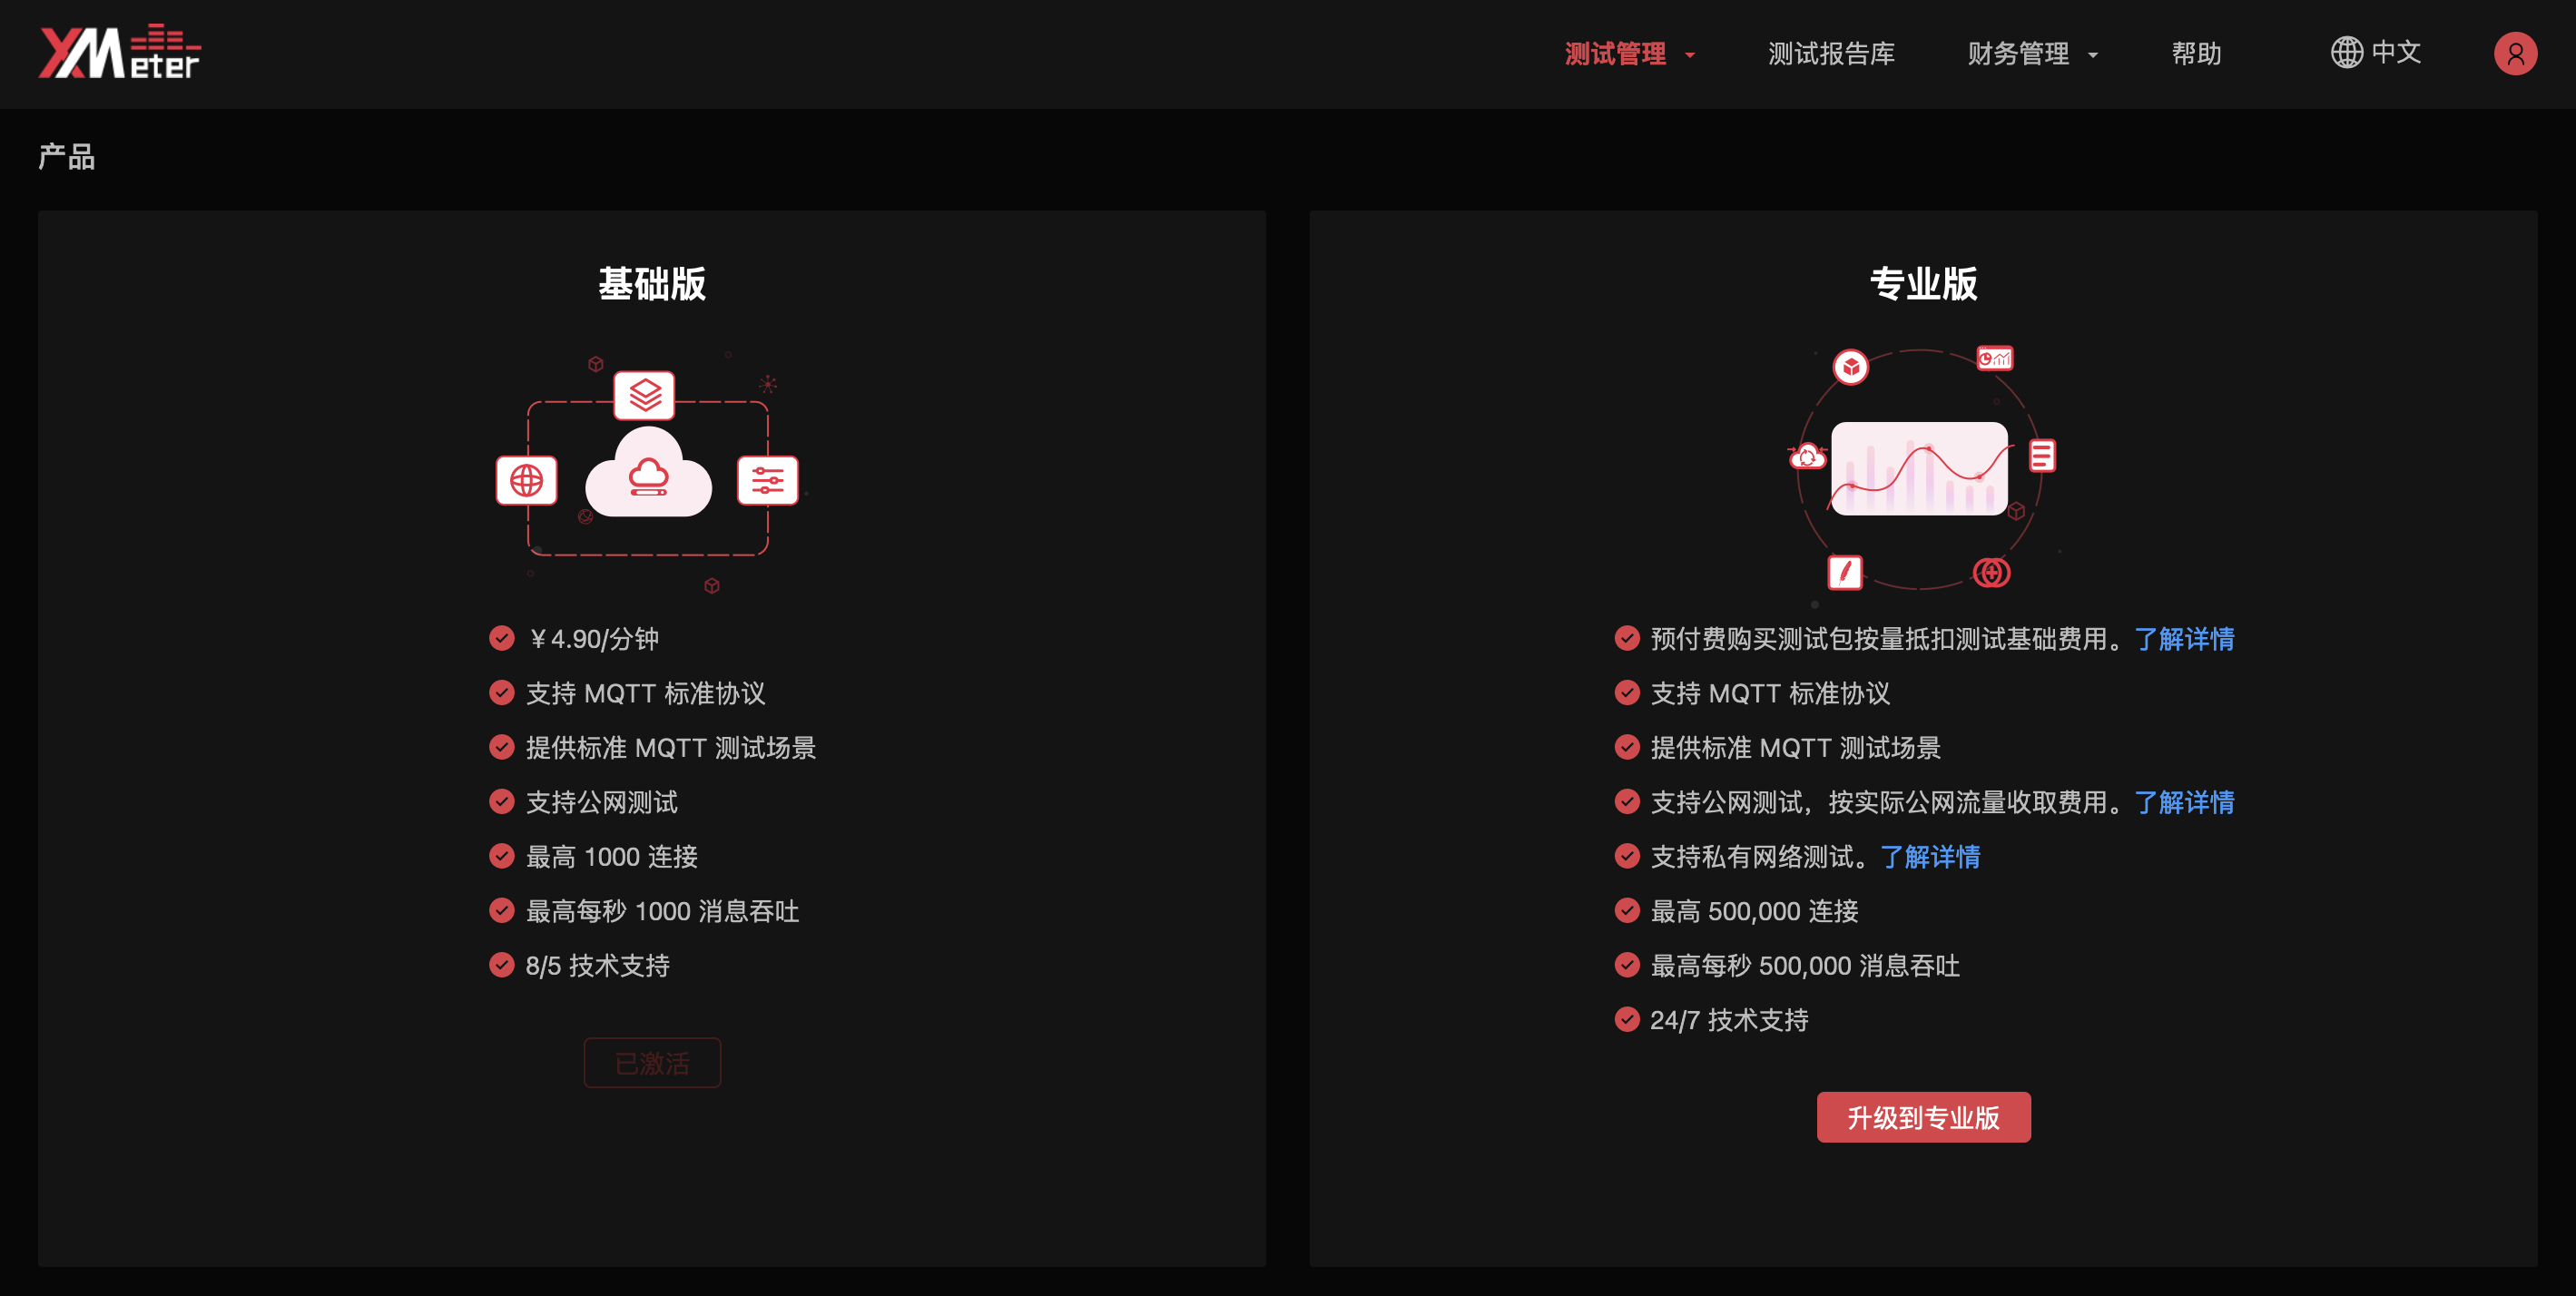 XMeter
测试管理
测试报告库
财务管理
帮助
中文
产品
基础版
¥4.90/分钟
支持 MQTT 标准协议
提供标准 MQTT 测试场景
支持公网测试
最高 1000 连接
最高每秒 1000 消息吞吐
8/5 技术支持
已激活
专业版
预付费购买测试包按量抵扣测试基础费用。了解详情
支持 MQTT 标准协议
提供标准 MQTT 测试场景
支持公网测试，按实际公网流量收取费用。了解详情
支持私有网络测试。了解详情
最高 500,000 连接
最高每秒 500,000 消息吞吐
24/7 技术支持
升级到专业版